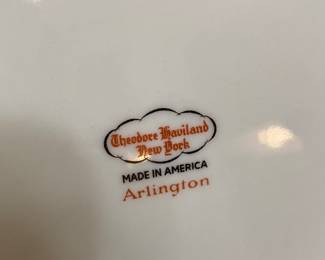 Theodore Haviland
New York
MADE IN AMERICA
Arlington